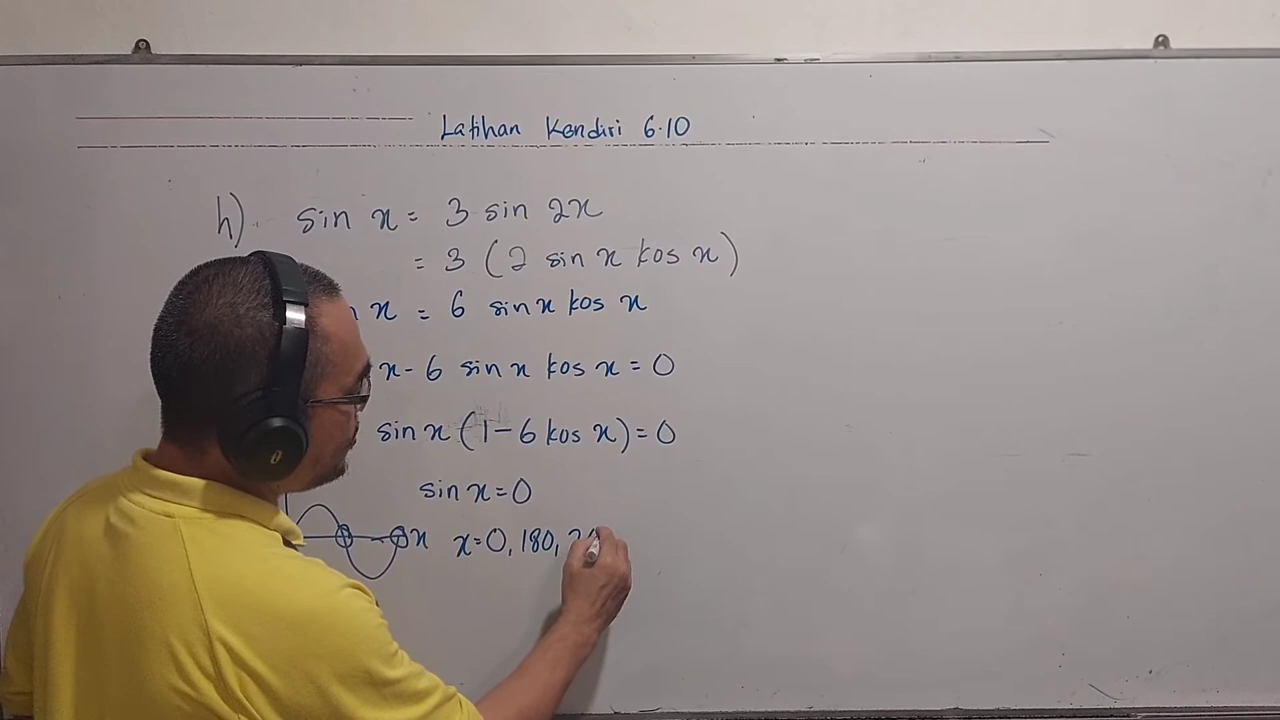 Latihan Kendiri 6.10
h). sin x = 3 sin 2x
= 3 (2 sin x kos x)
x = 6 sin x kos x
x - 6 sin x kos x = 0
sin x (1 - 6 kos x) = 0
sin x = 0
x x = 0, 180,